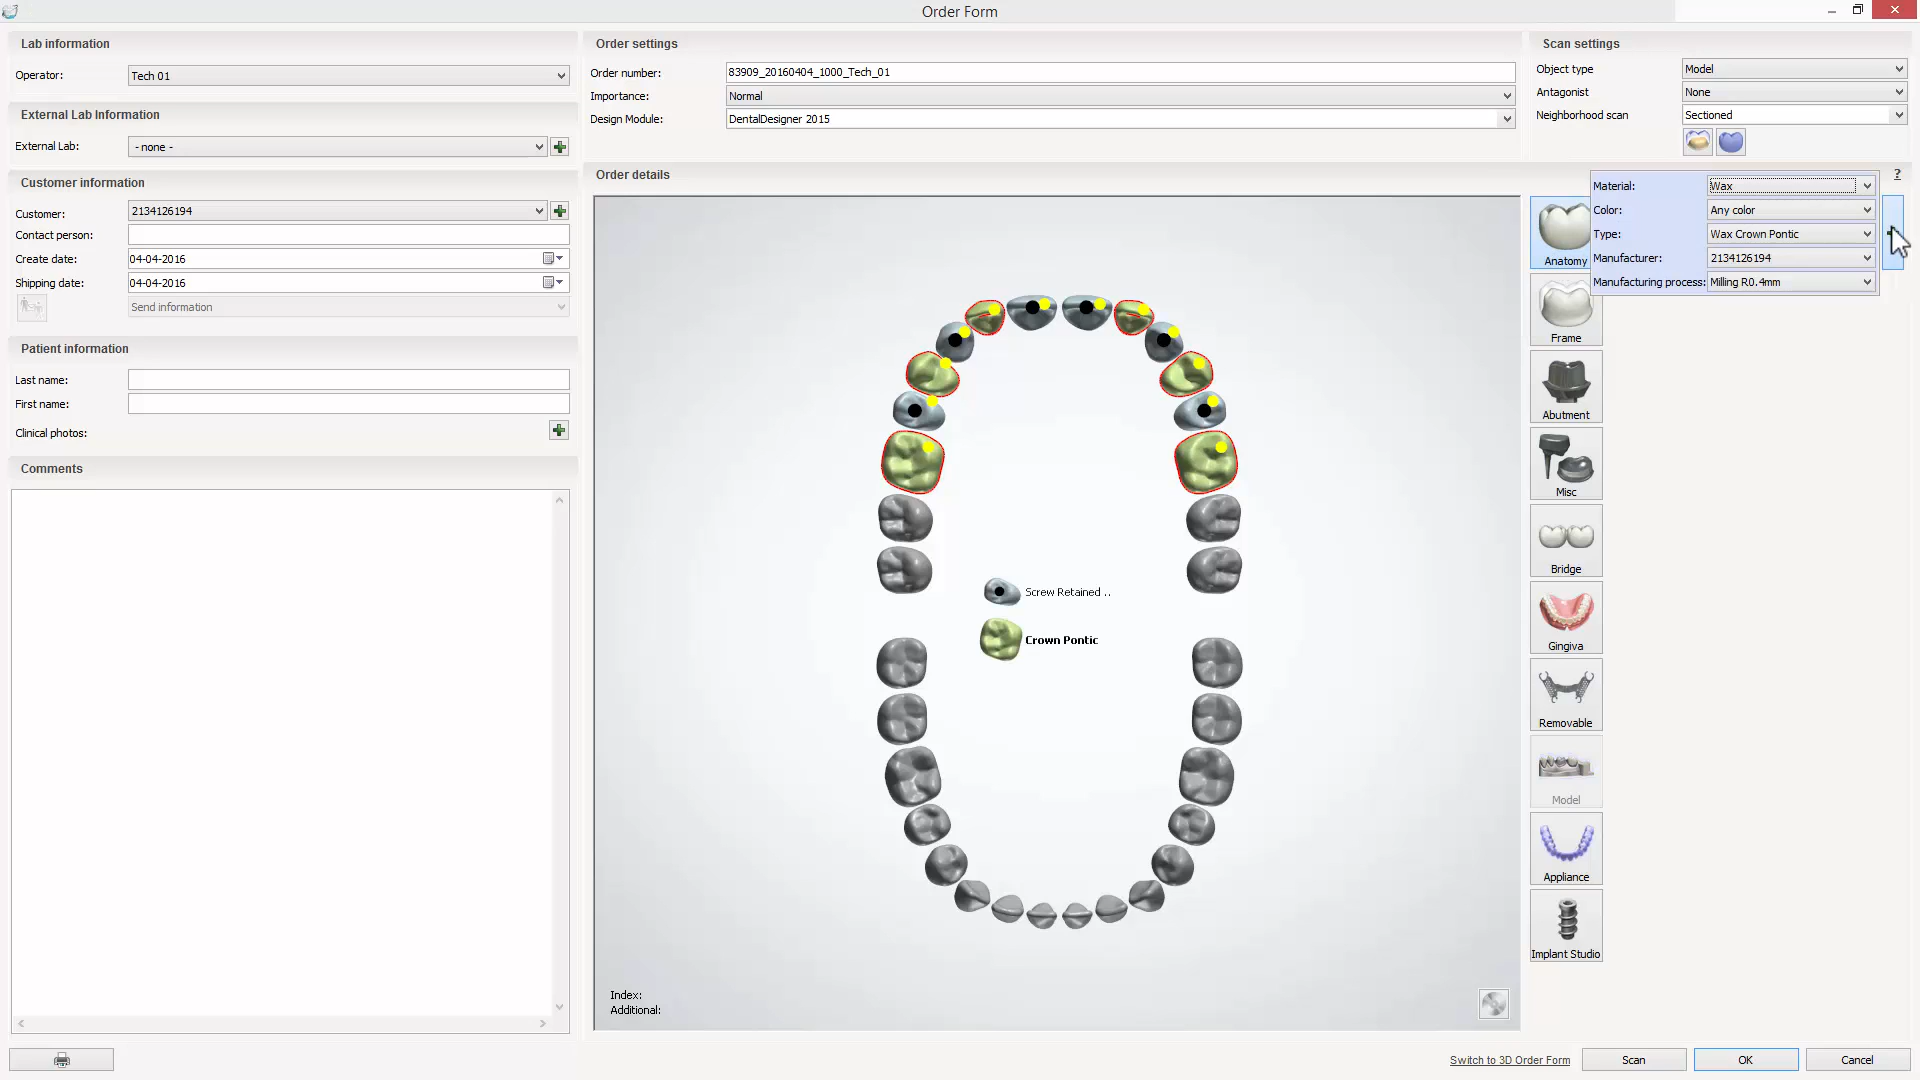 Order Form
Lab information
Operator:
Tech 01
External Lab Information
External Lab:
- none -
Customer information
Customer:
2134126194
Contact person:
Create date:
04-04-2016
Shipping date:
04-04-2016
Send information
Patient information
Last name:
First name:
Clinical photos:
Comments
Order settings
Order number:
83909_20160404_1000_Tech_01
Importance:
Normal
Design Module:
DentalDesigner 2015
Order details
Screw Retained ..
Crown Pontic
Index:
Additional:
Scan settings
Object type
Model
Antagonist
None
Neighborhood scan
Sectioned
?
Material:
Wax
Color:
Any color
Type:
Wax Crown Pontic
Manufacturer:
2134126194
Manufacturing process:
Milling R0.4mm
Anatomy
Frame
Abutment
Misc
Bridge
Gingiva
Removable
Model
Appliance
Implant Studio
Switch to 3D Order Form
Scan
OK
Cancel